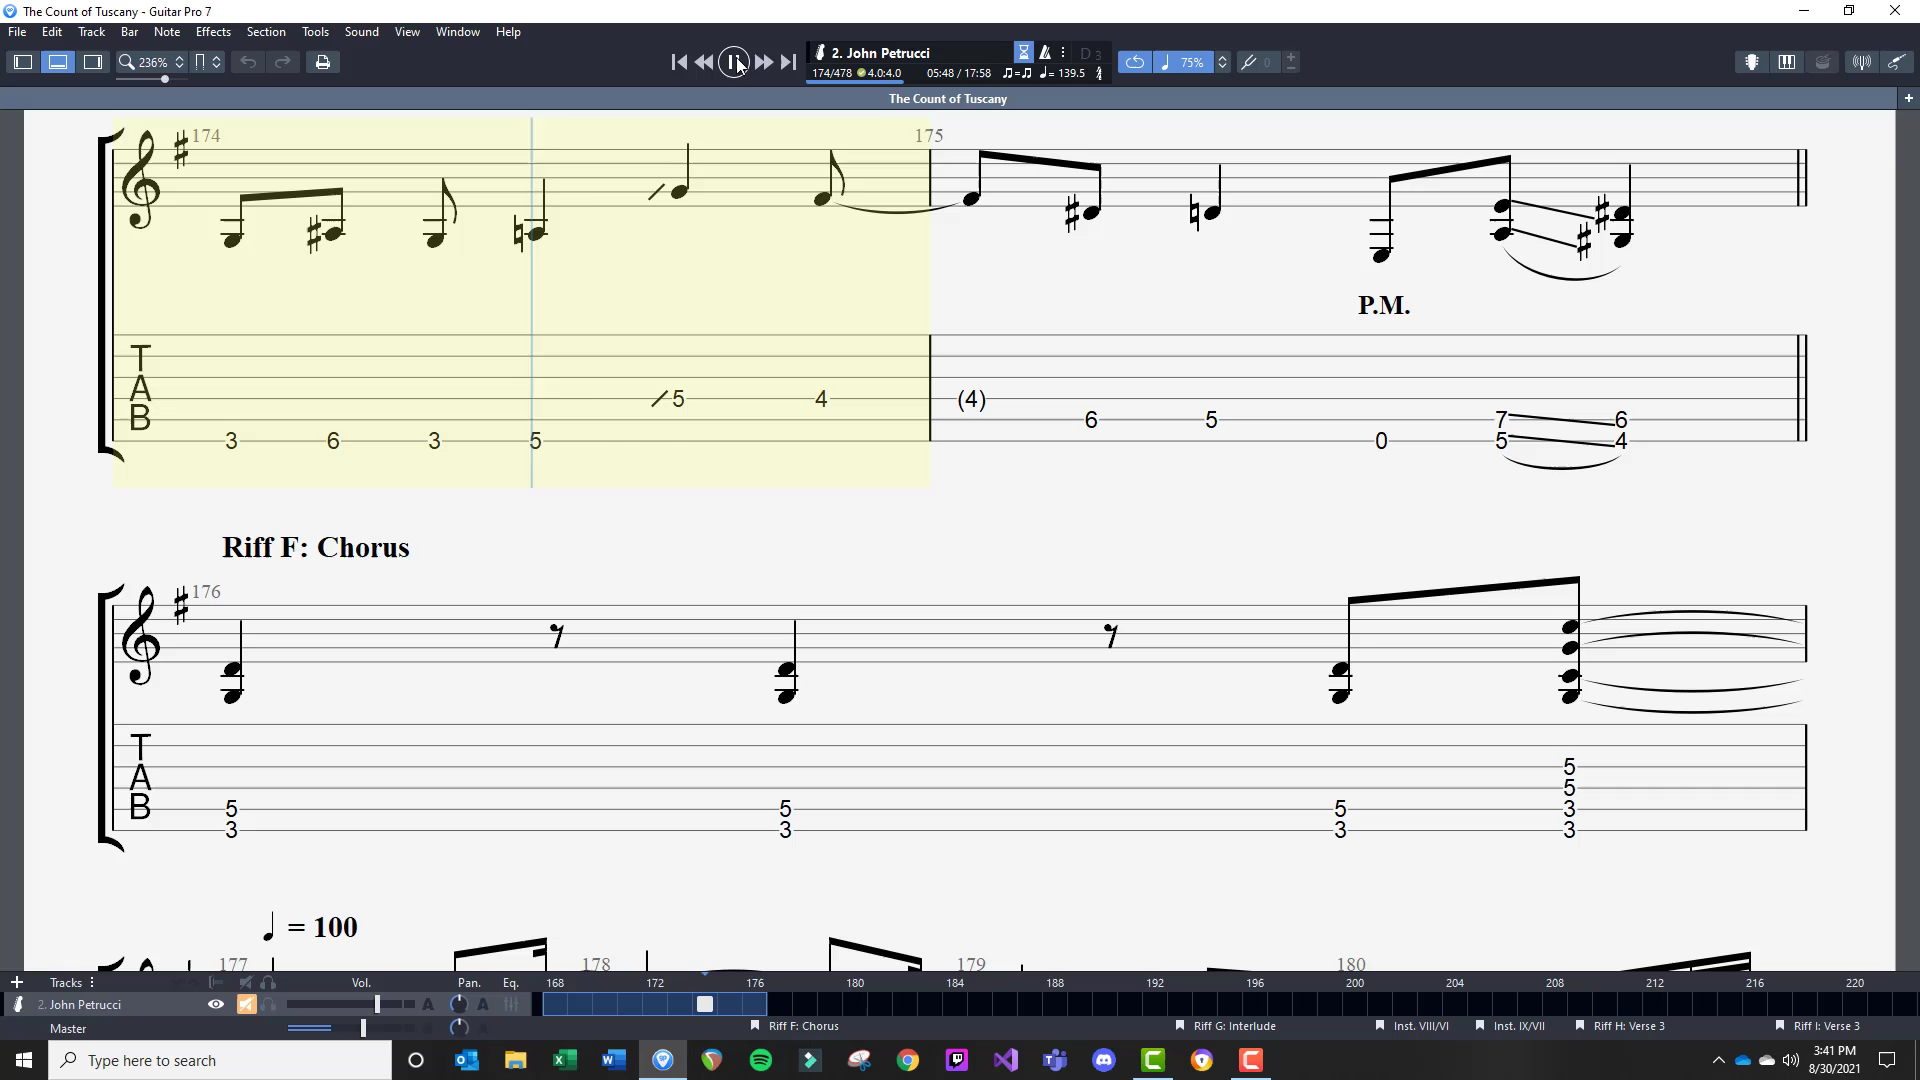 The Count of Tuscany - Guitar Pro 7
File Edit Track Bar Note Effects Section Tools Sound View Window Help
236%
2. John Petrucci
D 3
174/478 4.0:4.0 05:48 / 17:58 = 139.5
75%
0
The Count of Tuscany
174 175
P.M.
T A B
/5 4 (4)
6 5 7 6
3 6 3 5 0 5 4
Riff F: Chorus
176
T A B
5
5
5 5 5 3
3 3 3 3
= 100
177 178 179 180
Tracks Vol. Pan. Eq. 168 172 176 180 184 188 192 196 200 204 208 212 216 220
2. John Petrucci A A
Master
Riff F: Chorus Riff G: Interlude Inst. VIII/VI Inst. IX/VII Riff H: Verse 3 Riff I: Verse 3
Type here to search
3:41 PM
8/30/2021